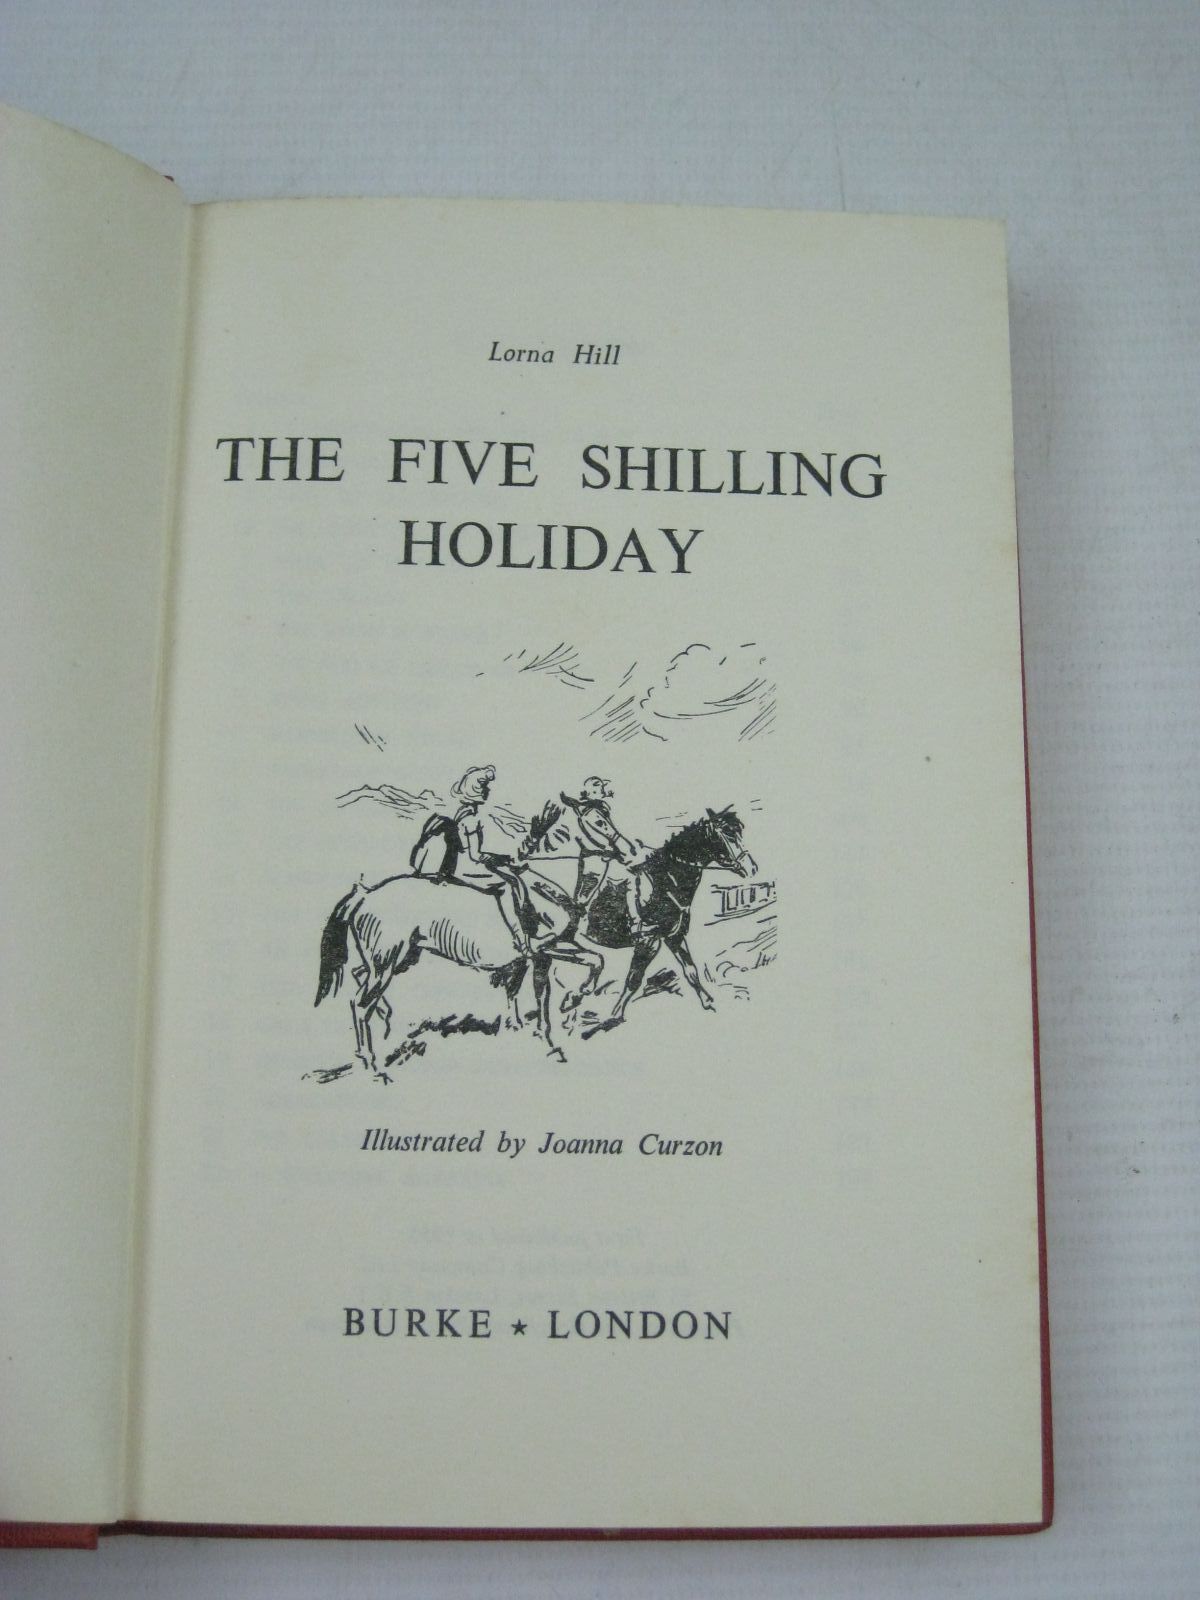 Lorna Hill
THE FIVE SHILLING
HOLIDAY
Illustrated by Joanna Curzon
BURKE ★ LONDON